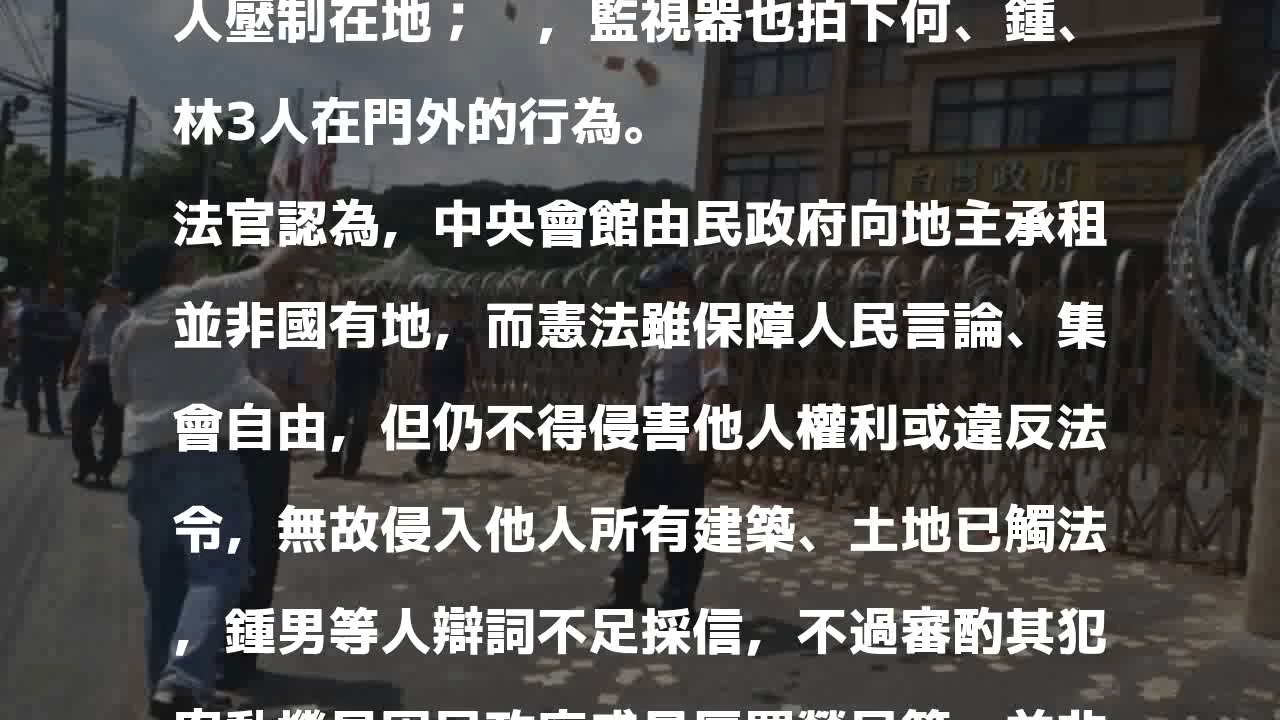 人壓制在地；　，監視器也拍下何、鍾、
林3人在門外的行為。
法官認為，中央會館由民政府向地主承租
並非國有地，而憲法雖保障人民言論、集
會自由，但仍不得侵害他人權利或違反法
令，無故侵入他人所有建築、土地已觸法
，鍾男等人辯詞不足採信，不過審酌其犯
台灣政府